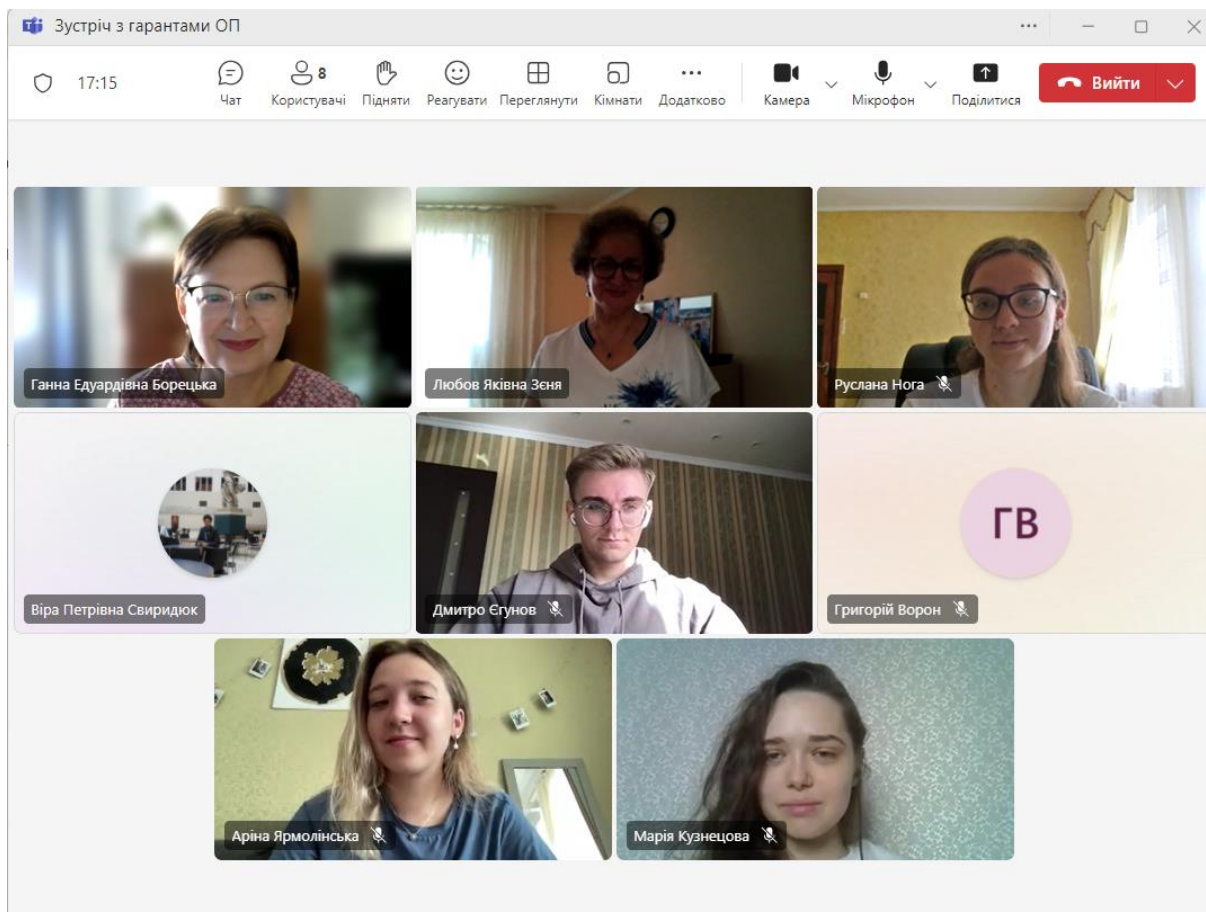 Зустріч з гарантами ОП
17:15
Чат
Користувачі 8
Підняти
Реагувати
Переглянути
Кімнати
Додатково
Камера
Мікрофон
Поділитися
Вийти
Ганна Едуардівна Борецька
Любов Яківна Зєня
Руслана Нога
Віра Петрівна Свиридюк
Дмитро Єгунов
ГВ
Григорій Ворон
Аріна Ярмолінська
Марія Кузнецова